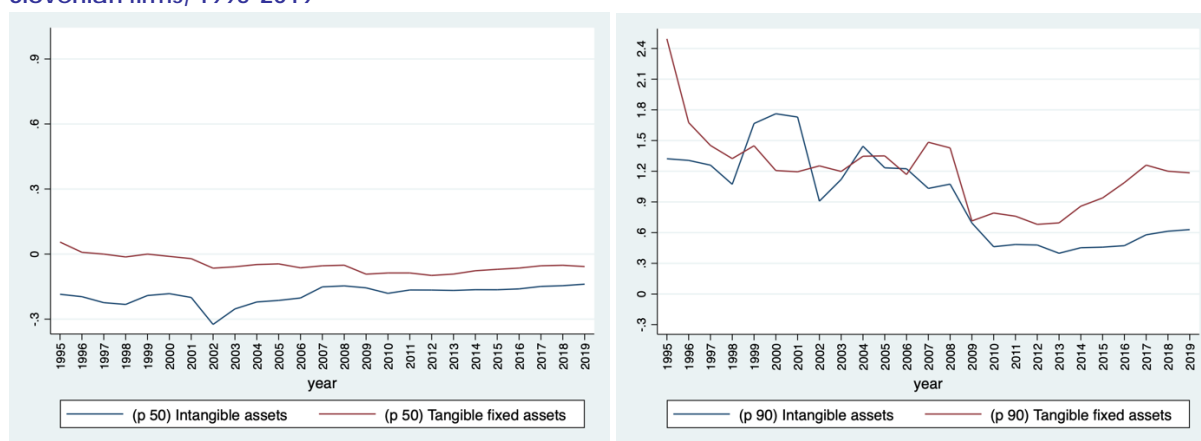 Slovenian firms, 1995-2019
.9
.6
.3
0
-.3
1995 1996 1997 1998 1999 2000 2001 2002 2003 2004 2005 2006 2007 2008 2009 2010 2011 2012 2013 2014 2015 2016 2017 2018 2019
year
(p 50) Intangible assets (p 50) Tangible fixed assets
2.4
2.1
1.8
1.5
1.2
.9
.6
.3
0
-.3
1995 1996 1997 1998 1999 2000 2001 2002 2003 2004 2005 2006 2007 2008 2009 2010 2011 2012 2013 2014 2015 2016 2017 2018 2019
year
(p 90) Intangible assets (p 90) Tangible fixed assets